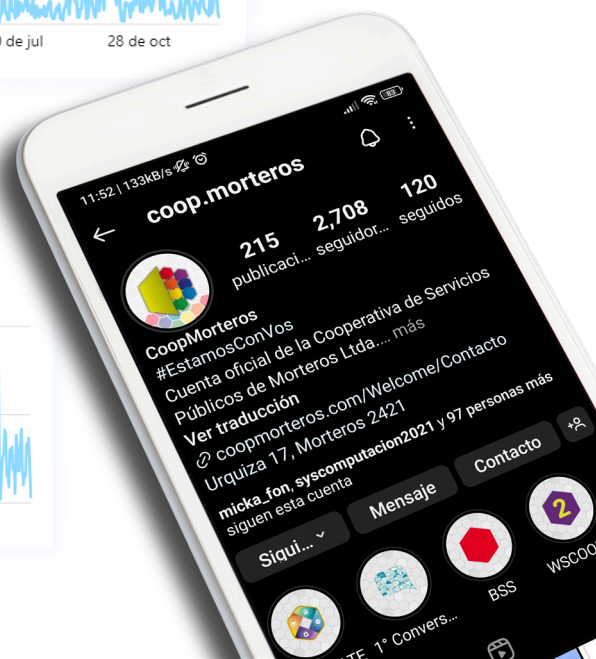 de jul
28 de oct
11:52 | 133kB/s
83
coop.morteros
215
publicaci...
2,708
seguidor...
120
seguidos
CoopMorteros
#EstamosConVos
Cuenta oficial de la Cooperativa de Servicios
Públicos de Morteros Ltda.... más
Ver traducción
coopmorteros.com/Welcome/Contacto
Urquiza 17, Morteros 2421
micka_fon, syscomputacion2021 y 97 personas más
siguen esta cuenta
Sigui...
Mensaje
Contacto
1° Convers...
BSS
2